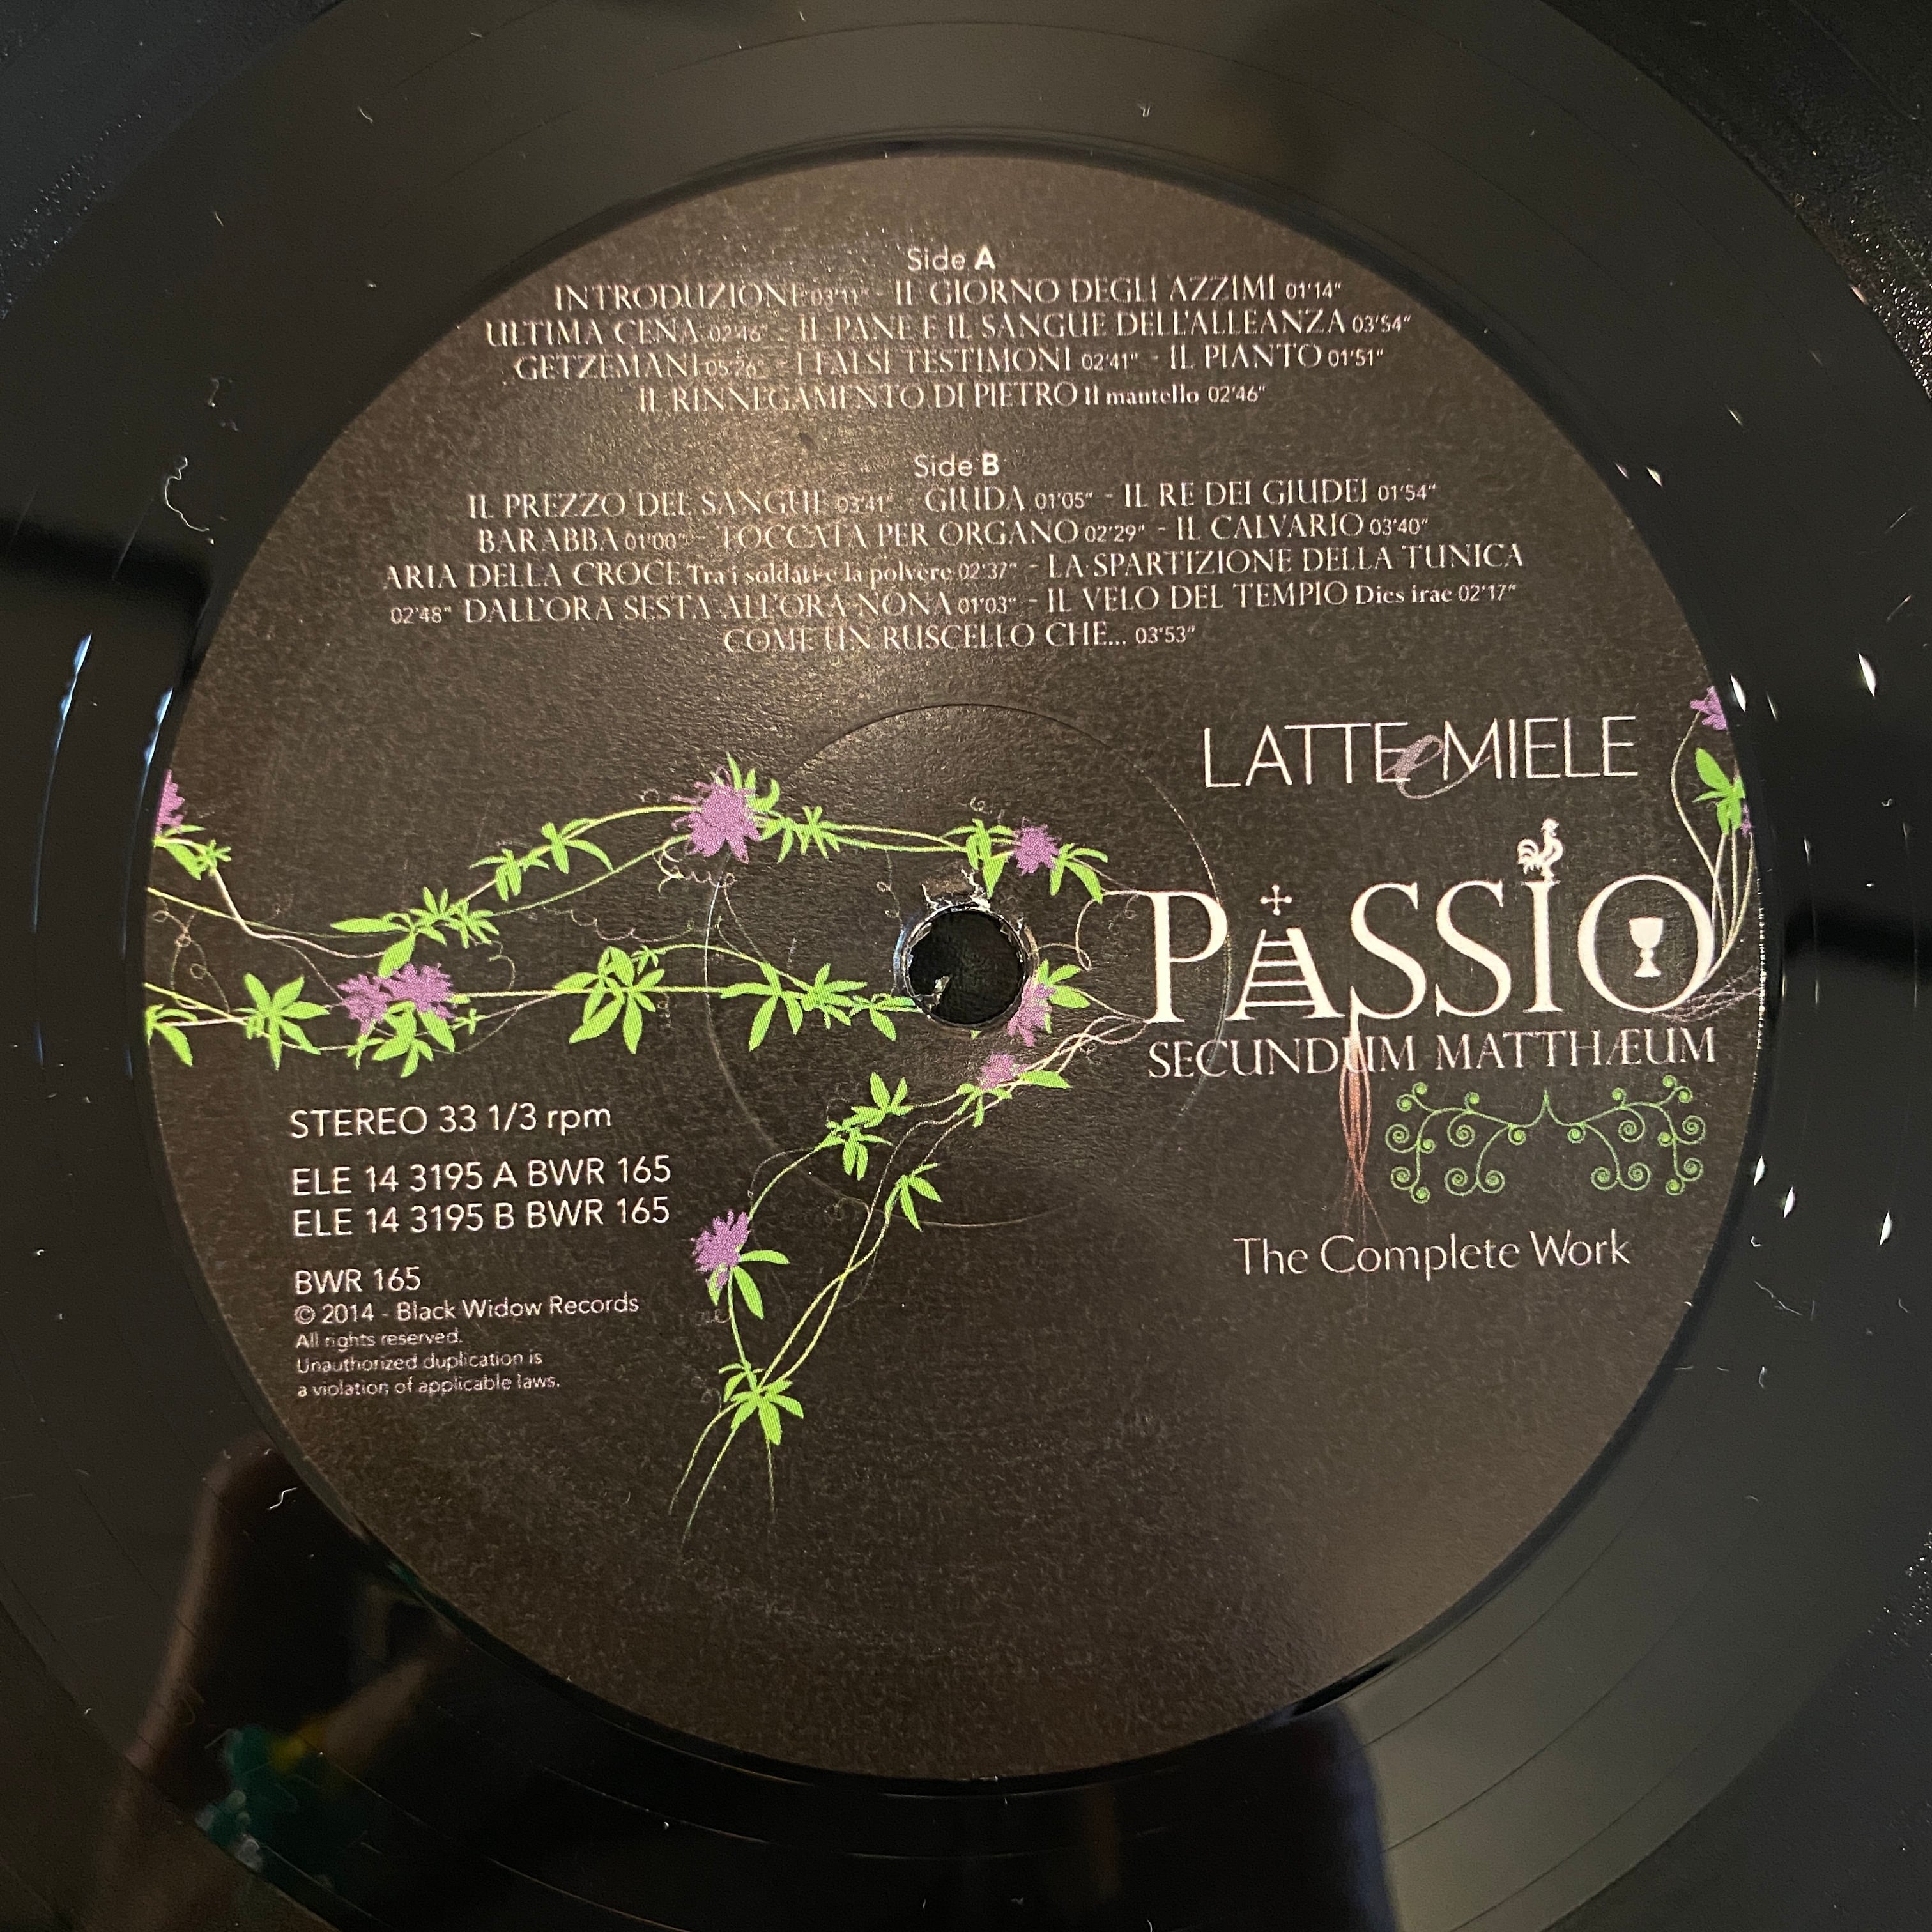 Side A
INTRODUZIONE 03'11" - IL GIORNO DEGLI AZZIMI 01'14"
ULTIMA CENA 02'46" - IL PANE E IL SANGUE DELL'ALLEANZA 03'54"
GETZEMANI 05'26" - I FALSI TESTIMONI 02'41" - IL PIANTO 01'51"
IL RINNEGAMENTO DI PIETRO Il mantello 02'46"
Side B
IL PREZZO DEL SANGUE 03'41" - GIUDA 01'05" - IL RE DEI GIUDEI 01'54"
BARABBA 01'00" - TOCCATA PER ORGANO 02'29" - IL CALVARIO 03'40"
ARIA DELLA CROCE Tra i soldati e la polvere 02'37" - LA SPARTIZIONE DELLA TUNICA
02'48" DALL'ORA SESTA ALL'ORA NONA 01'03" - IL VELO DEL TEMPIO Dies irae 02'17"
COME UN RUSCELLO CHE... 03'53"
LATTE e MIELE
PASSIO
SECUNDUM MATTHÆUM
The Complete Work
STEREO 33 1/3 rpm
ELE 14 3195 A BWR 165
ELE 14 3195 B BWR 165
BWR 165
© 2014 - Black Widow Records
All rights reserved.
Unauthorized duplication is
a violation of applicable laws.